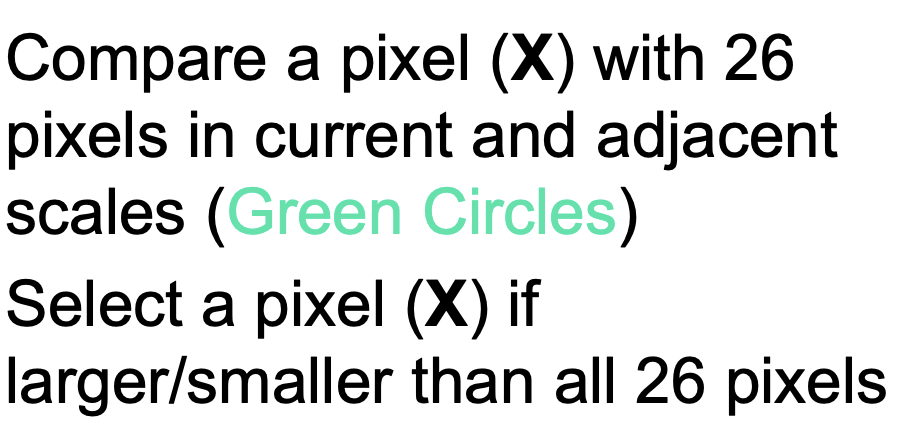 Compare a pixel (X) with 26
pixels in current and adjacent
scales (Green Circles)
Select a pixel (X) if
larger/smaller than all 26 pixels